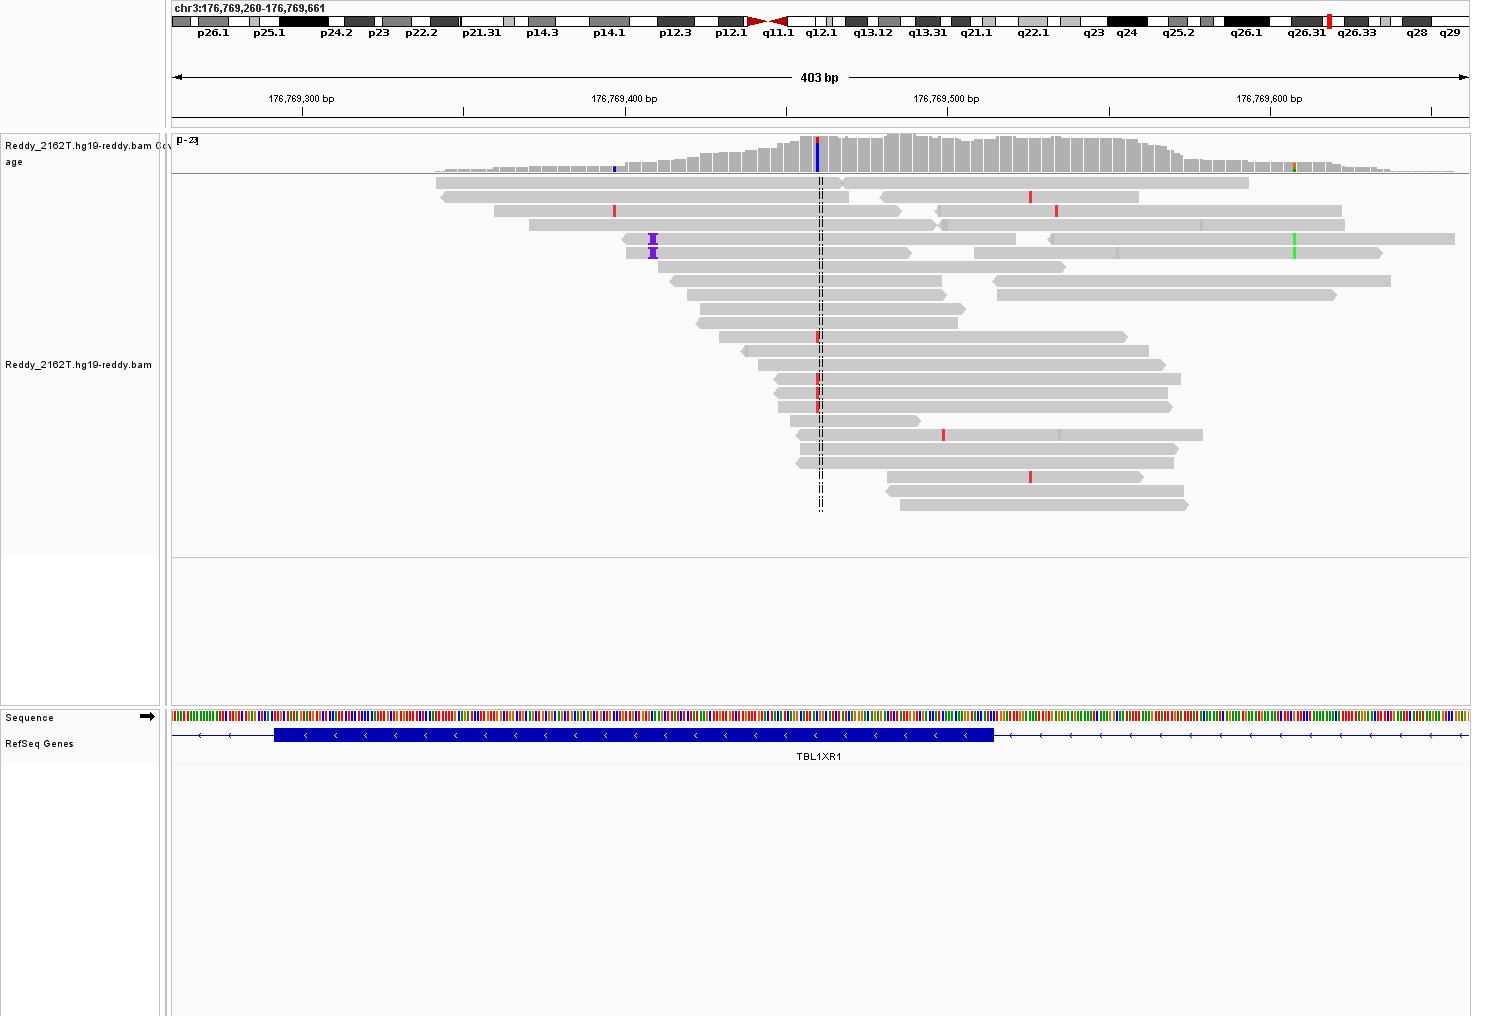 chr3:176,769,260-176,769,661
p26.1 p25.1 p24.2 p23 p22.2 p21.31 p14.3 p14.1 p12.3 p12.1 q11.1 q12.1 q13.12 q13.31 q21.1 q22.1 q23 q24 q25.2 q26.1 q26.31 q26.33 q28 q29
403 bp
176,769,300 bp 176,769,400 bp 176,769,500 bp 176,769,600 bp
[0 - 23]
Reddy_2162T.hg19-reddy.bam Cov
age
Reddy_2162T.hg19-reddy.bam
Sequence
RefSeq Genes
TBL1XR1